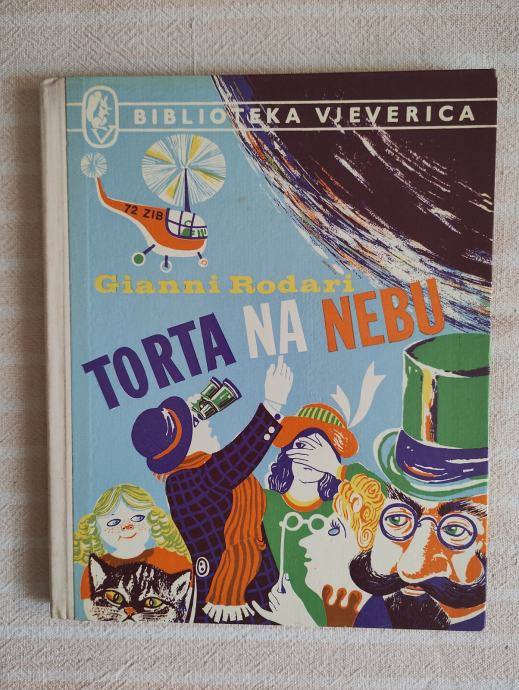 BIBLIOTEKA VJEVERICA
72 ZIB
Gianni Rodari
TORTA NA NEBU